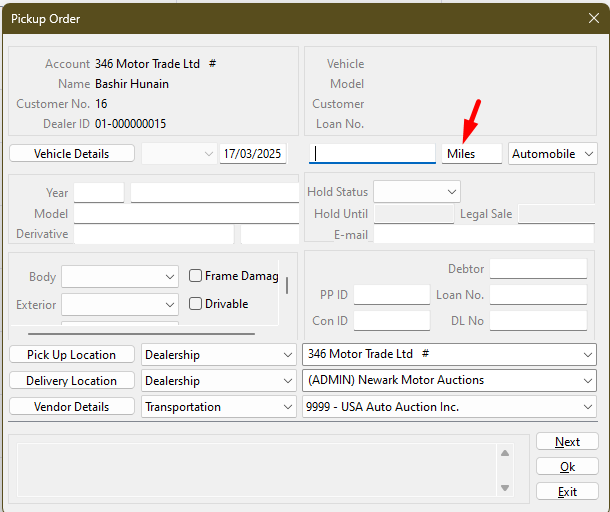 Pickup Order
Account 346 Motor Trade Ltd #
Name Bashir Hunain
Customer No. 16
Dealer ID 01-000000015
Vehicle
Model
Customer
Loan No.
Vehicle Details 17/03/2025 Miles Automobile
Year
Model
Derivative
Hold Status
Hold Until Legal Sale
E-mail
Body Frame Damag
Exterior Drivable
Debtor
PP ID Loan No.
Con ID DL No
Pick Up Location Dealership 346 Motor Trade Ltd #
Delivery Location Dealership (ADMIN) Newark Motor Auctions
Vendor Details Transportation 9999 - USA Auto Auction Inc.
Next
Ok
Exit